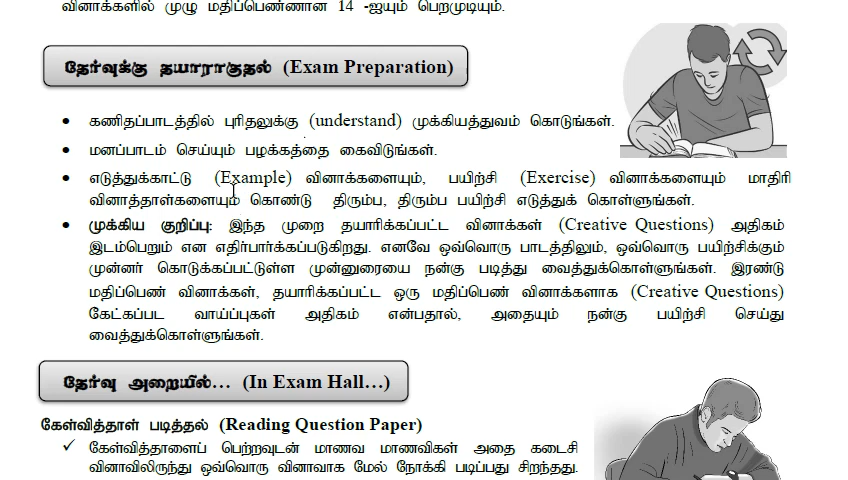 வினாக்களில் முழு மதிப்பெண்ணான 14 -ஐயும் பெறமுடியும்.
தேர்வுக்கு தயாராகுதல் (Exam Preparation)
• கணிதப்பாடத்தில் புரிதலுக்கு (understand) முக்கியத்துவம் கொடுங்கள்.
• மனப்பாடம் செய்யும் பழக்கத்தை கைவிடுங்கள்.
• எடுத்துக்காட்டு (Example) வினாக்களையும், பயிற்சி (Exercise) வினாக்களையும் மாதிரி
வினாத்தாள்களையும் கொண்டு திரும்ப, திரும்ப பயிற்சி எடுத்துக் கொள்ளுங்கள்.
• முக்கிய குறிப்பு: இந்த முறை தயாரிக்கப்பட்ட வினாக்கள் (Creative Questions) அதிகம்
இடம்பெறும் என எதிர்பார்க்கப்படுகிறது. எனவே ஒவ்வொரு பாடத்திலும், ஒவ்வொரு பயிற்சிக்கும்
முன்னர் கொடுக்கப்பட்டுள்ள முன்னுரையை நன்கு படித்து வைத்துக்கொள்ளுங்கள். இரண்டு
மதிப்பெண் வினாக்கள், தயாரிக்கப்பட்ட ஒரு மதிப்பெண் வினாக்களாக (Creative Questions)
கேட்கப்பட வாய்ப்புகள் அதிகம் என்பதால், அதையும் நன்கு பயிற்சி செய்து
வைத்துக்கொள்ளுங்கள்.
தேர்வு அறையில்... (In Exam Hall...)
கேள்வித்தாள் படித்தல் (Reading Question Paper)
✓ கேள்வித்தாளைப் பெற்றவுடன் மாணவ மாணவிகள் அதை கடைசி
வினாவிலிருந்து ஒவ்வொரு வினாவாக மேல் நோக்கி படிப்பது சிறந்தது.